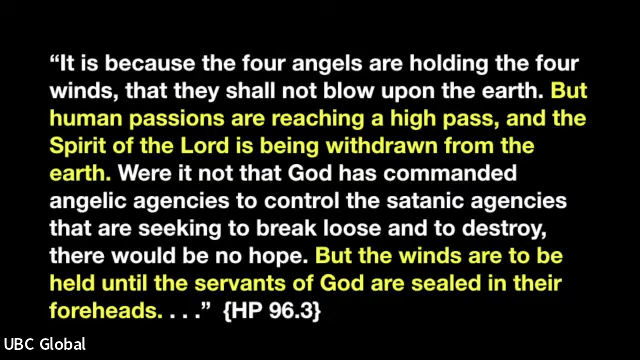 “It is because the four angels are holding the four
winds, that they shall not blow upon the earth. But
human passions are reaching a high pass, and the
Spirit of the Lord is being withdrawn from the
earth. Were it not that God has commanded
angelic agencies to control the satanic agencies
that are seeking to break loose and to destroy,
there would be no hope. But the winds are to be
held until the servants of God are sealed in their
foreheads. . . .” {HP 96.3}
UBC Global